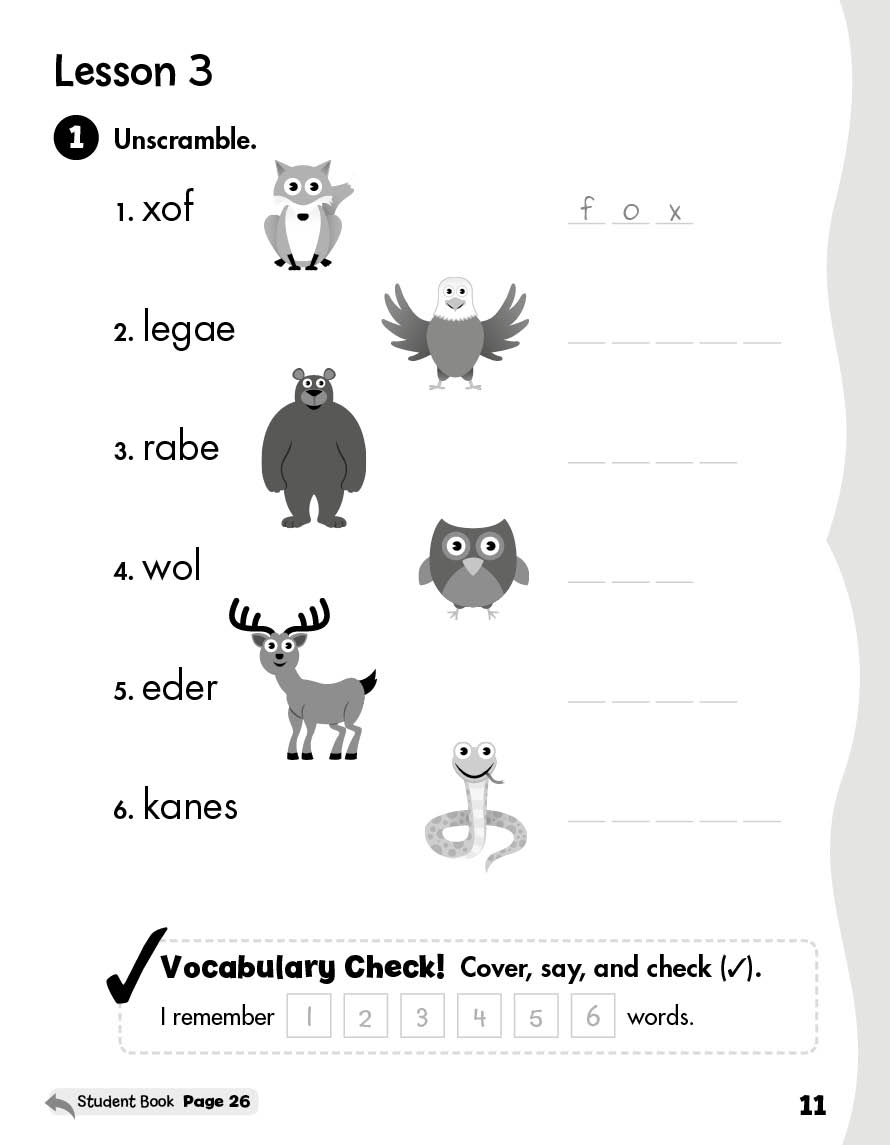 Lesson 3
1 Unscramble.
1. xof f o x
2. legae
3. rabe
4. wol
5. eder
6. kanes
Vocabulary Check! Cover, say, and check (✓).
I remember 1 2 3 4 5 6 words.
Student Book Page 26
11